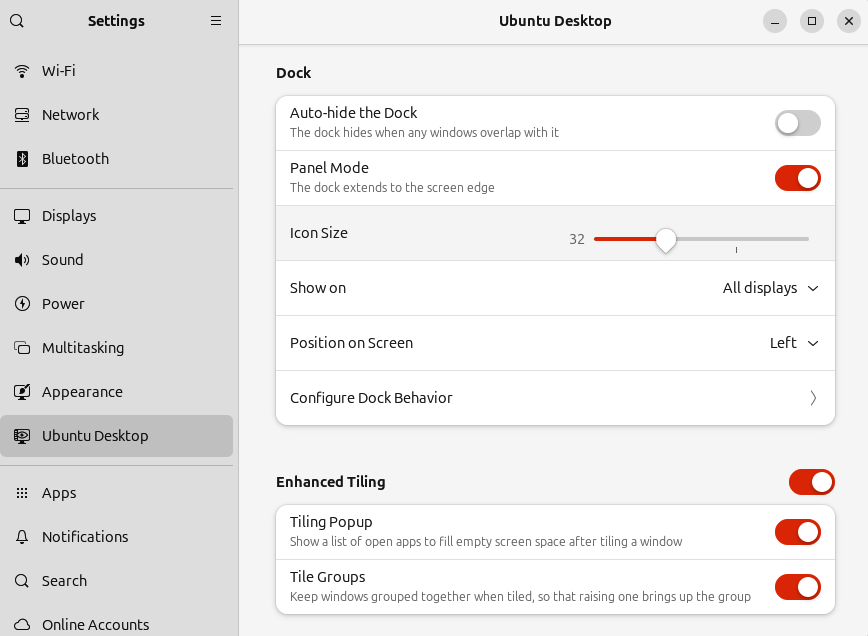 Settings
Ubuntu Desktop
Wi-Fi
Network
Bluetooth
Displays
Sound
Power
Multitasking
Appearance
Ubuntu Desktop
Apps
Notifications
Search
Online Accounts
Dock
Auto-hide the Dock
The dock hides when any windows overlap with it
Panel Mode
The dock extends to the screen edge
Icon Size 32
Show on All displays
Position on Screen Left
Configure Dock Behavior
Enhanced Tiling
Tiling Popup
Show a list of open apps to fill empty screen space after tiling a window
Tile Groups
Keep windows grouped together when tiled, so that raising one brings up the group